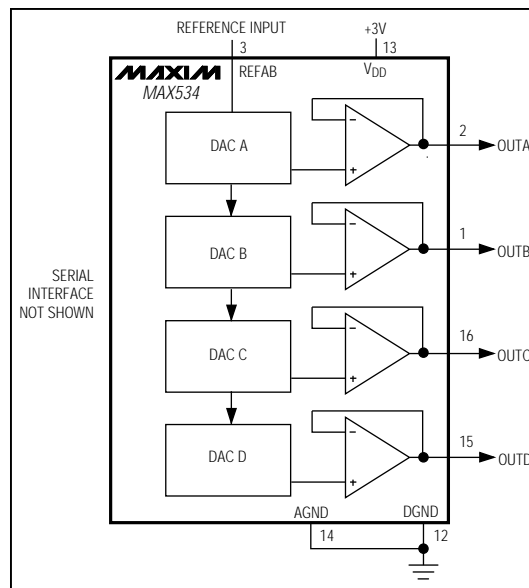 REFERENCE INPUT
+3V
3
13
MAXIM
REFAB
VDD
MAX534
DAC A
−
+
2
OUTA
DAC B
−
+
1
OUTB
SERIAL
INTERFACE
NOT SHOWN
DAC C
−
+
16
OUTC
DAC D
−
+
15
OUTD
AGND
DGND
14
12